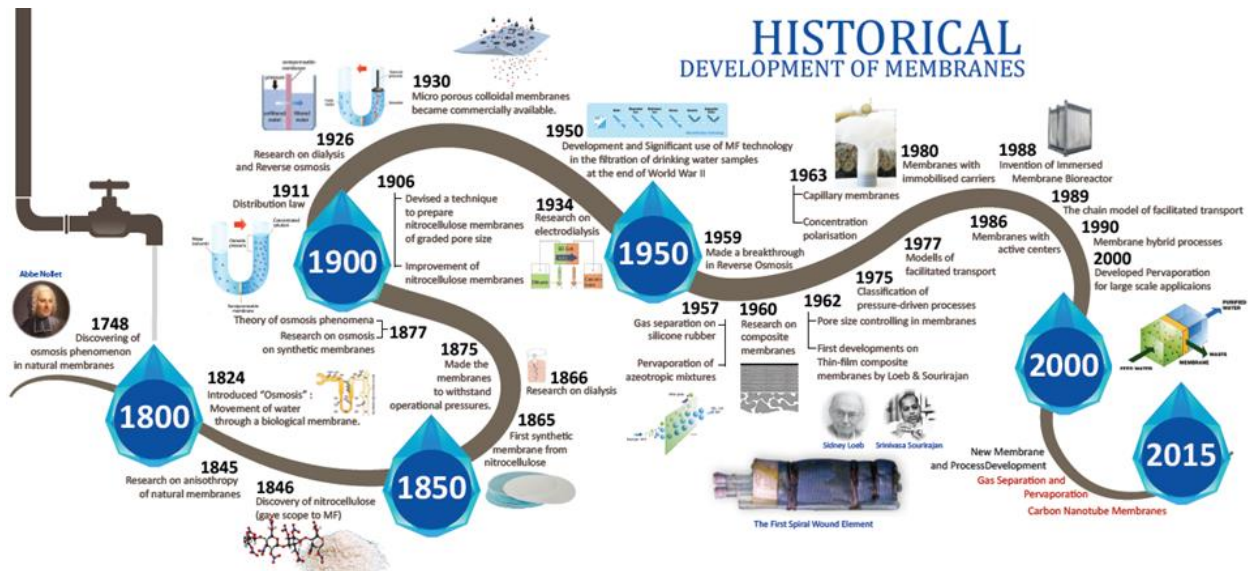 HISTORICAL
DEVELOPMENT OF MEMBRANES
Abbe Nollet
1748
Discovering of
osmosis phenomenon
in natural membranes
1800
1824
Introduced "Osmosis" :
Movement of water
through a biological membrane.
1845
Research on anisotropy
of natural membranes
1846
Discovery of nitrocellulose
(gave scope to MF)
1850
1865
First synthetic
membrane from
nitrocellulose
1866
Research on dialysis
1875
Made the
membranes
to withstand
operational pressures.
1877
Theory of osmosis phenomena
Research on osmosis
on synthetic membranes
1900
1906
Devised a technique
to prepare
nitrocellulose membranes
of graded pore size
Improvement of
nitrocellulose membranes
1911
Distribution law
1926
Research on dialysis
and Reverse osmosis
1930
Micro porous colloidal membranes
became commercially available.
1934
Research on
electrodialysis
1950
Development and Significant use of MF technology
in the filtration of drinking water samples
at the end of World War II
1950
1957
Gas separation on
silicone rubber
Pervaporation of
azeotropic mixtures
1959
Made a breakthrough
in Reverse Osmosis
1960
Research on
composite
membranes
1962
Pore size controlling in membranes
First developments on
Thin-film composite
membranes by Loeb & Sourirajan
Sidney Loeb
Srinivasa Sourirajan
The First Spiral Wound Element
1963
Capillary membranes
Concentration
polarisation
1975
Classification of
pressure-driven processes
1977
Modells of
facilitated transport
1980
Membranes with
immobilised carriers
1986
Membranes with
active centers
1988
Invention of Immersed
Membrane Bioreactor
1989
The chain model of facilitated transport
1990
Membrane hybrid processes
2000
Developed Pervaporation
for large scale applicaions
PURIFIED
WATER
WASTE
MEMBRANE
FEED WATER
2000
2015
New Membrane
and ProcessDevelopment
Gas Separation and
Pervaporation
Carbon Nanotube Membranes